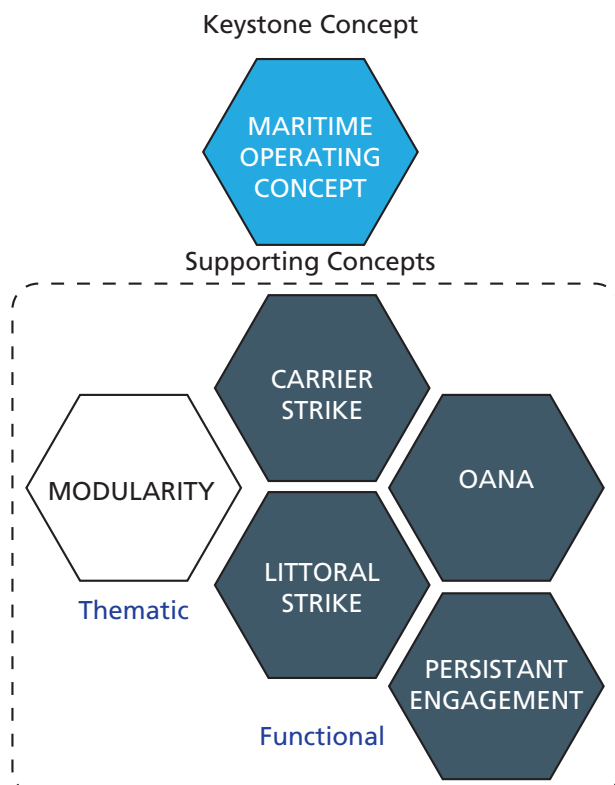 Keystone Concept
MARITIME
OPERATING
CONCEPT
Supporting Concepts
CARRIER
STRIKE
MODULARITY
OANA
Thematic
LITTORAL
STRIKE
PERSISTANT
ENGAGEMENT
Functional